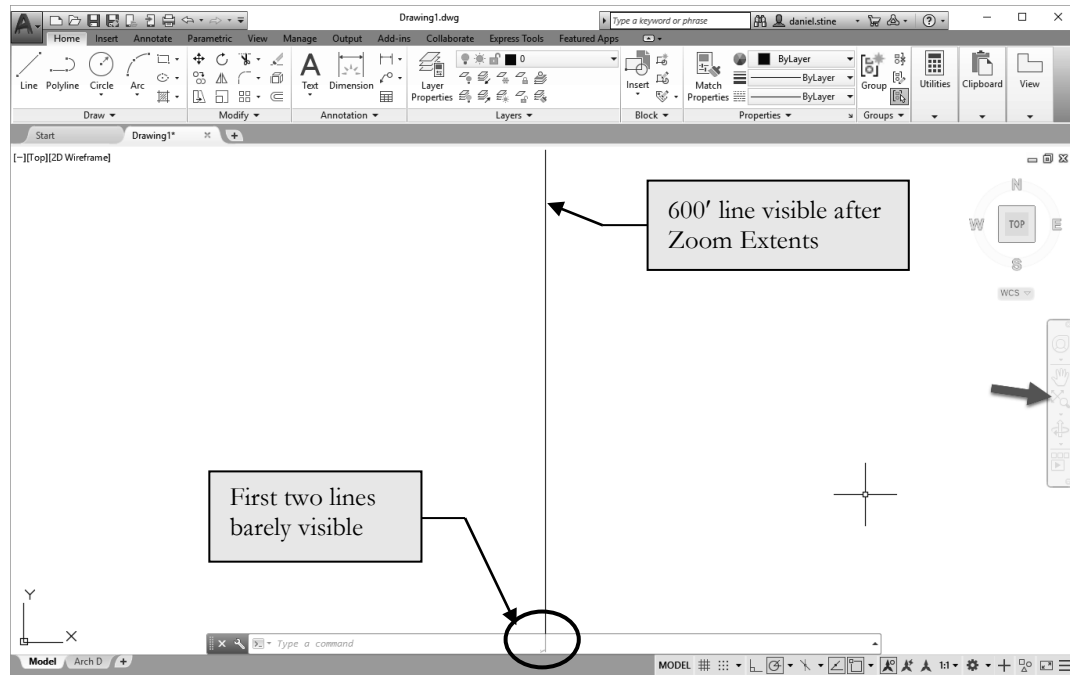 A
Drawing1.dwg
Type a keyword or phrase
daniel.stine
Home Insert Annotate Parametric View Manage Output Add-ins Collaborate Express Tools Featured Apps
0
ByLayer
ByLayer
ByLayer
Line Polyline Circle Arc
A
Text Dimension
Layer
Properties
Insert
Match
Properties
Group
Utilities Clipboard View
Draw Modify Annotation Layers Block Properties Groups
Start Drawing1*
[−][Top][2D Wireframe]
600′ line visible after
Zoom Extents
N
W TOP E
S
WCS
First two lines
barely visible
Y
X
Type a command
Model Arch D
MODEL 1:1